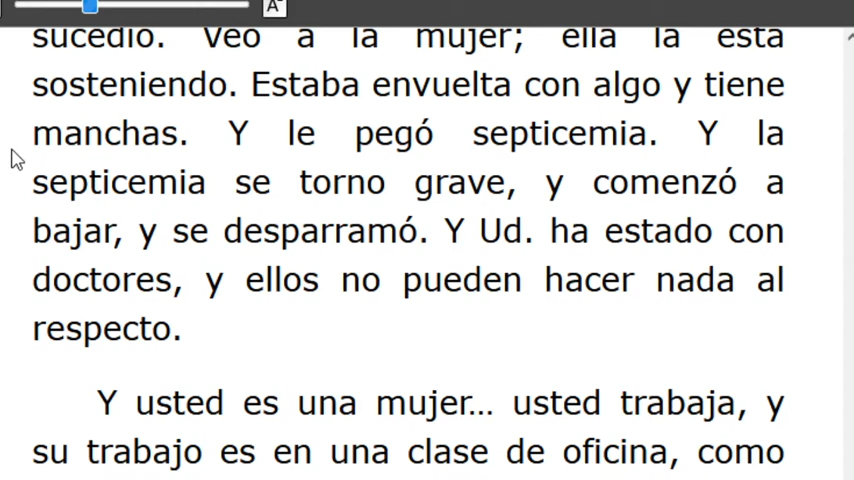 A
sucedió. Veo a la mujer; ella la está
sosteniendo. Estaba envuelta con algo y tiene
manchas. Y le pegó septicemia. Y la
septicemia se torno grave, y comenzó a
bajar, y se desparramó. Y Ud. ha estado con
doctores, y ellos no pueden hacer nada al
respecto.
Y usted es una mujer... usted trabaja, y
su trabajo es en una clase de oficina, como